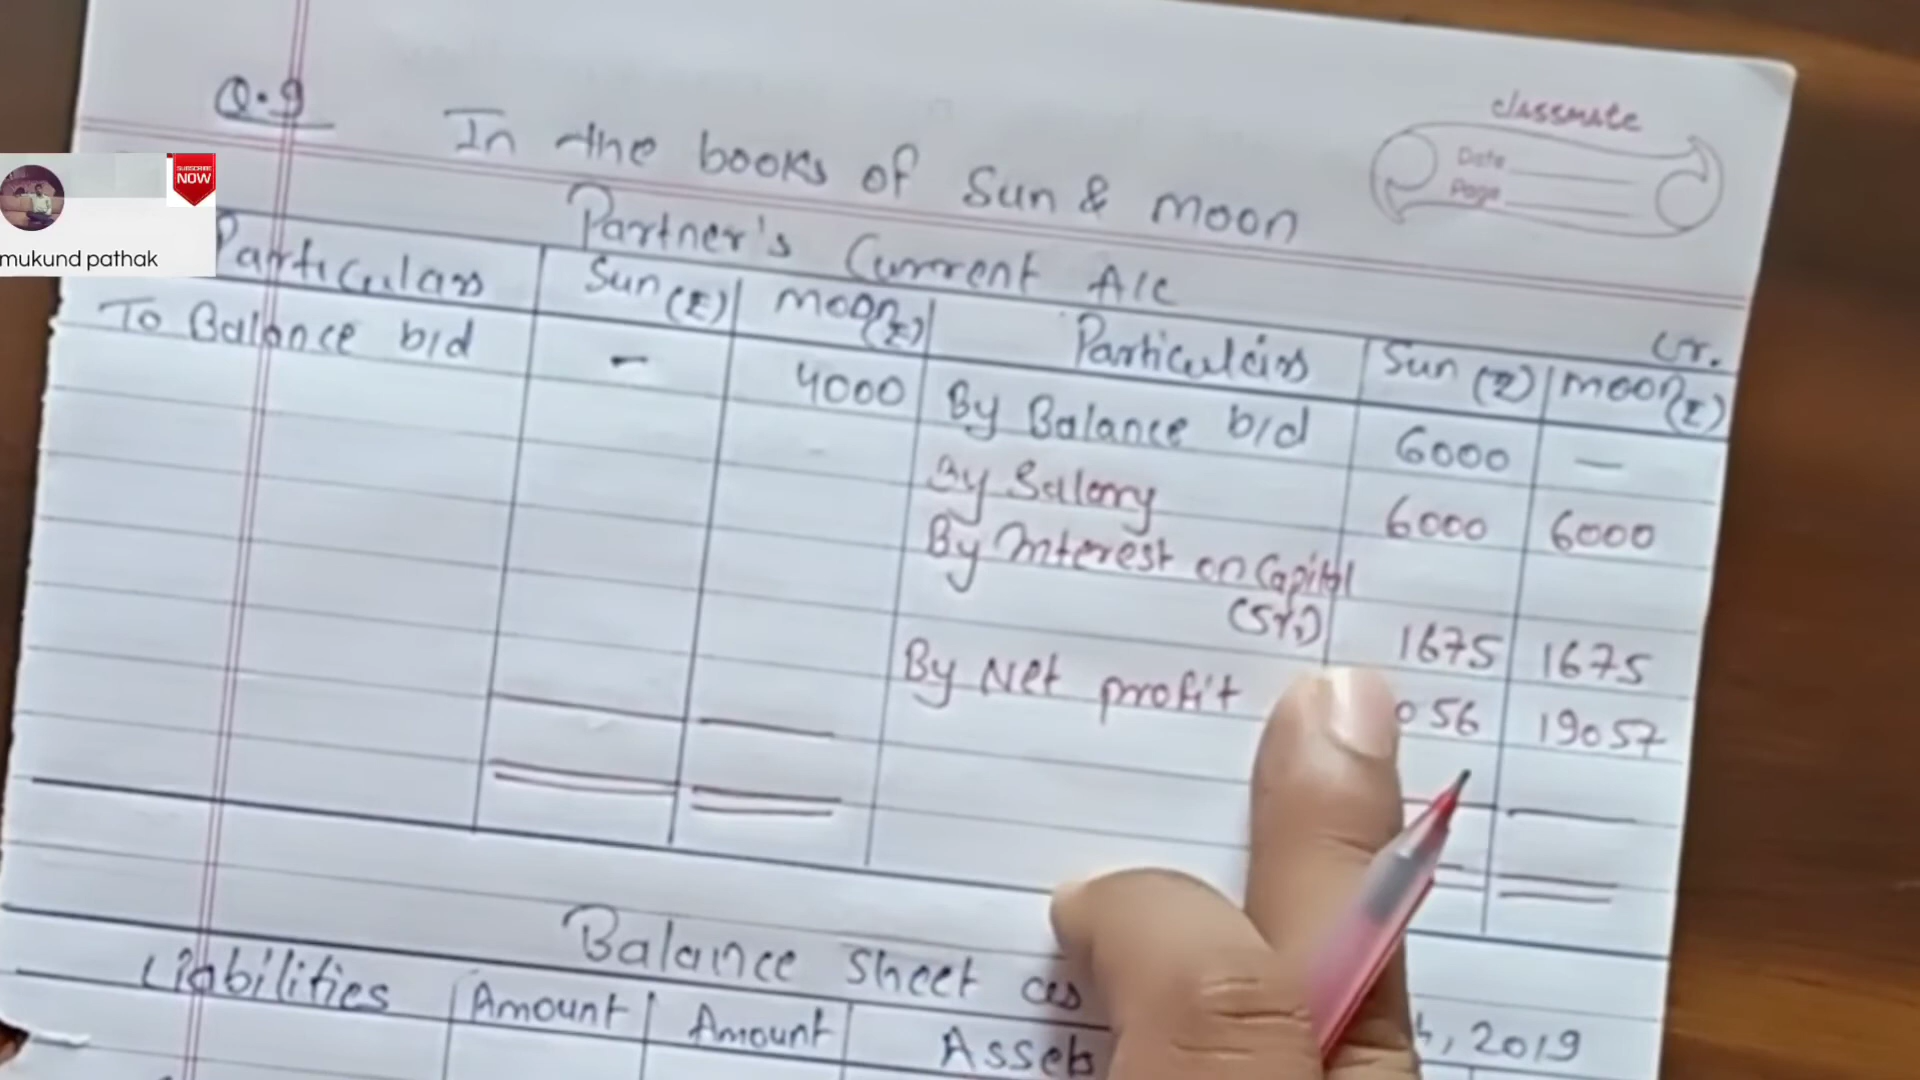 Q.9
In the books of Sun & moon
classmate
Date
Page
SUBSCRIBE
NOW
mukund pathak
Partner's Current A/c
Cr.
Particulars Sun (₹) moon (₹) Particulars Sun (₹) moon (₹)
To Balance b/d - 4000 By Balance b/d 6000 —
By Salary 6000 6000
By Interest on Capital
(5%) 1675 1675
By Net profit 056 19057
Balance Sheet as , 2019
Liabilities Amount Amount Assets